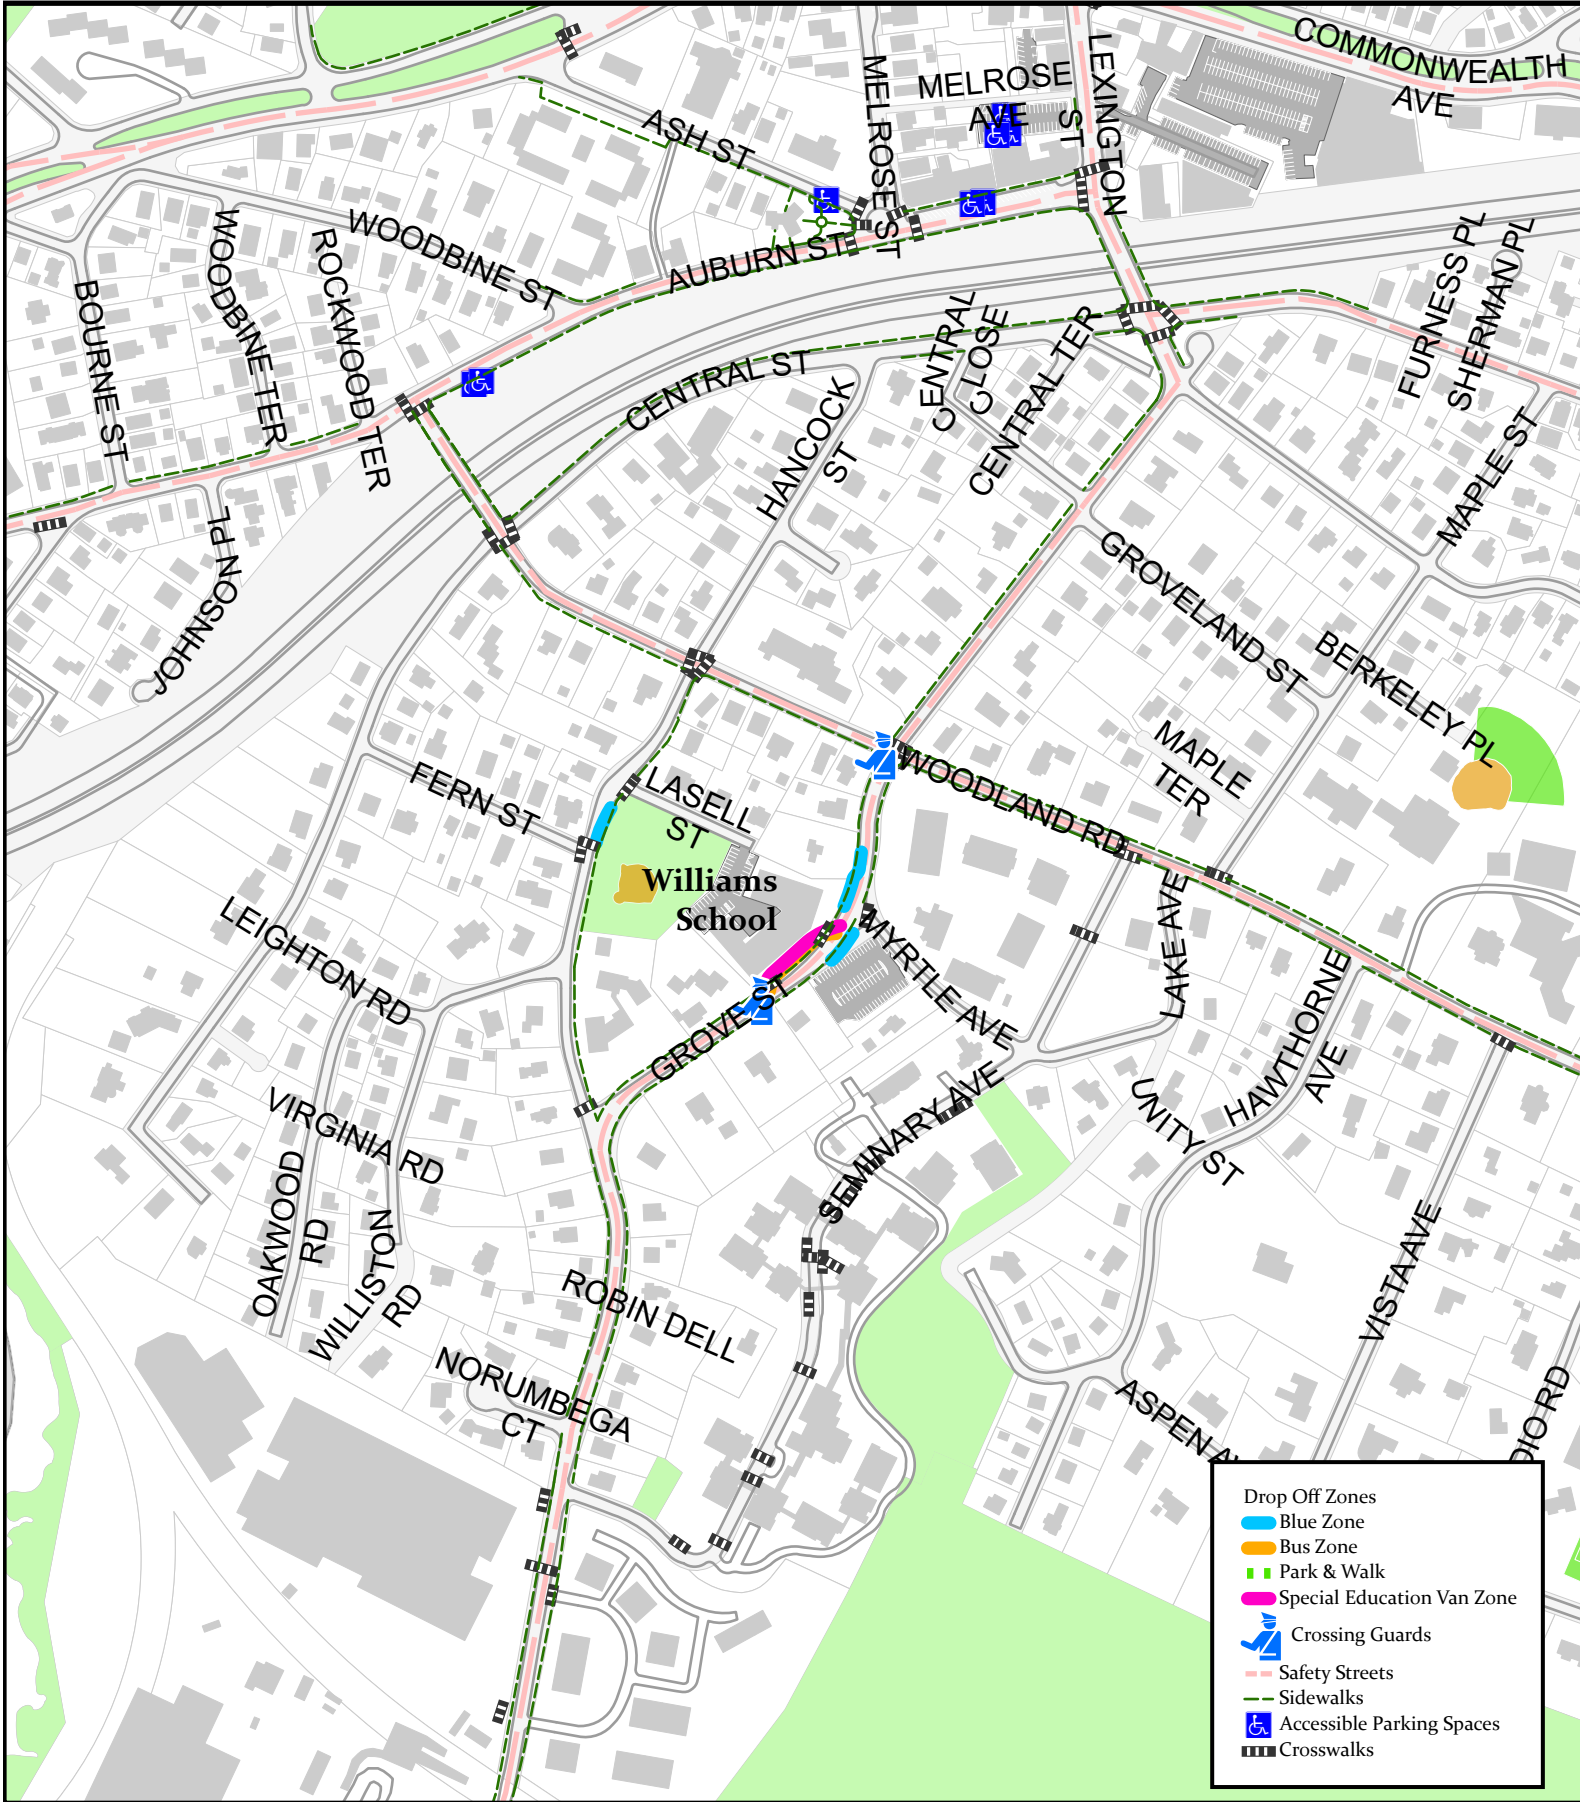 COMMONWEALTH
AVE
LEXINGTON
ST
MELROSE
AVE
MELROSE
ST
ASH ST
AUBURN ST
WOODBINE ST
WOODBINE TER
ROCKWOOD
TER
BOURNE ST
FURNESS PL
SHERMAN PL
MAPLE ST
CENTRAL
CLOSE
CENTRAL TER
CENTRAL ST
HANCOCK
ST
JOHNSON PL
GROVELAND ST
BERKELEY PL
MAPLE
TER
WOODLAND RD
FERN ST
LASELL
ST
Williams
School
LEIGHTON RD
MYRTLE AVE
LAKE AVE
HAWTHORNE
AVE
GROVE ST
SEMINARY AVE
UNITY ST
VIRGINIA RD
OAKWOOD
RD
WILLISTON
RD
ROBIN DELL
NORUMBEGA
CT
VISTA AVE
ASPEN AV
DIO RD
Drop Off Zones
Blue Zone
Bus Zone
Park & Walk
Special Education Van Zone
Crossing Guards
Safety Streets
Sidewalks
Accessible Parking Spaces
Crosswalks